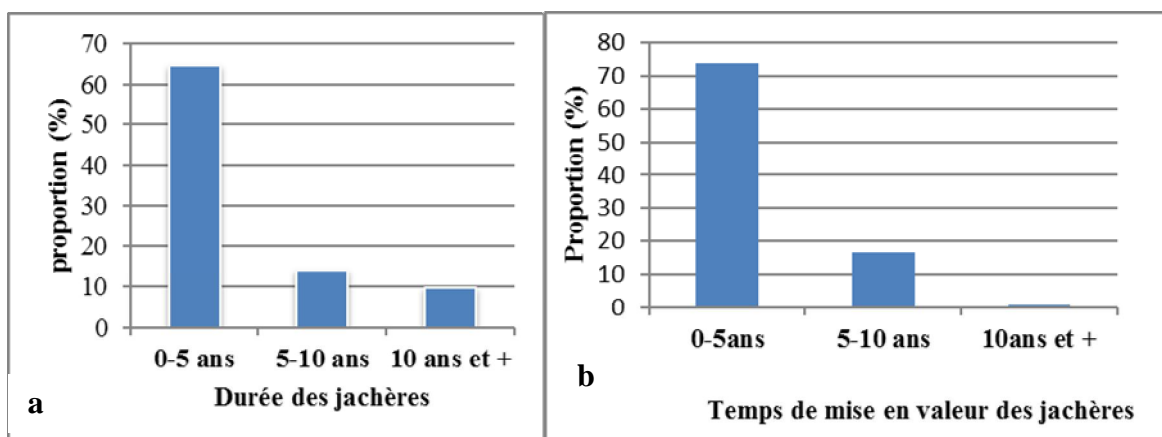 proportion (%)
70
60
50
40
30
20
10
0
0-5 ans 5-10 ans 10 ans et +
Durée des jachères
a
Proportion (%)
80
70
60
50
40
30
20
10
0
0-5ans 5-10 ans 10ans et +
Temps de mise en valeur des jachères
b